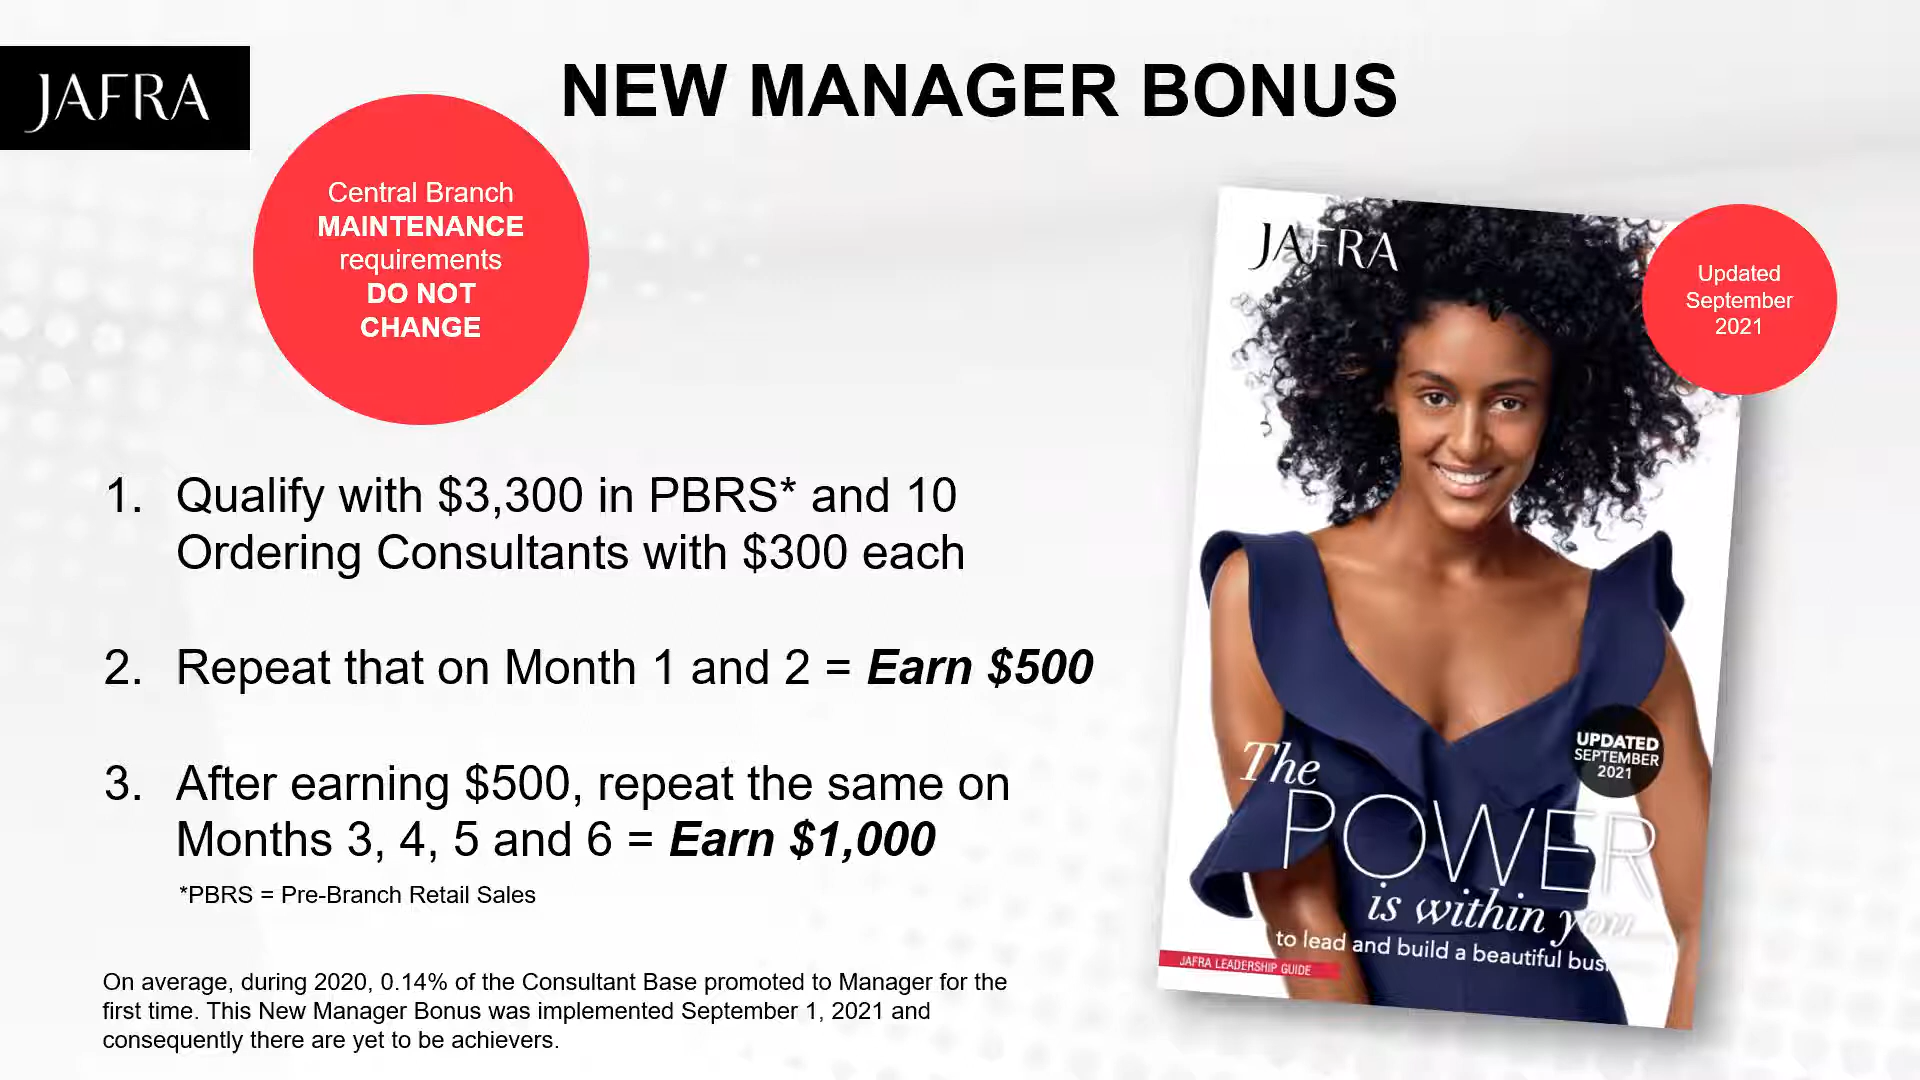 JAFRA
NEW MANAGER BONUS
Central Branch
MAINTENANCE
requirements
DO NOT
CHANGE
1. Qualify with $3,300 in PBRS* and 10
Ordering Consultants with $300 each
2. Repeat that on Month 1 and 2 = Earn $500
3. After earning $500, repeat the same on
Months 3, 4, 5 and 6 = Earn $1,000
*PBRS = Pre-Branch Retail Sales
On average, during 2020, 0.14% of the Consultant Base promoted to Manager for the
first time. This New Manager Bonus was implemented September 1, 2021 and
consequently there are yet to be achievers.
JAFRA
Updated
September
2021
UPDATED
SEPTEMBER
2021
The
POWER
is within you
to lead and build a beautiful
JAFRA LEADERSHIP GUIDE